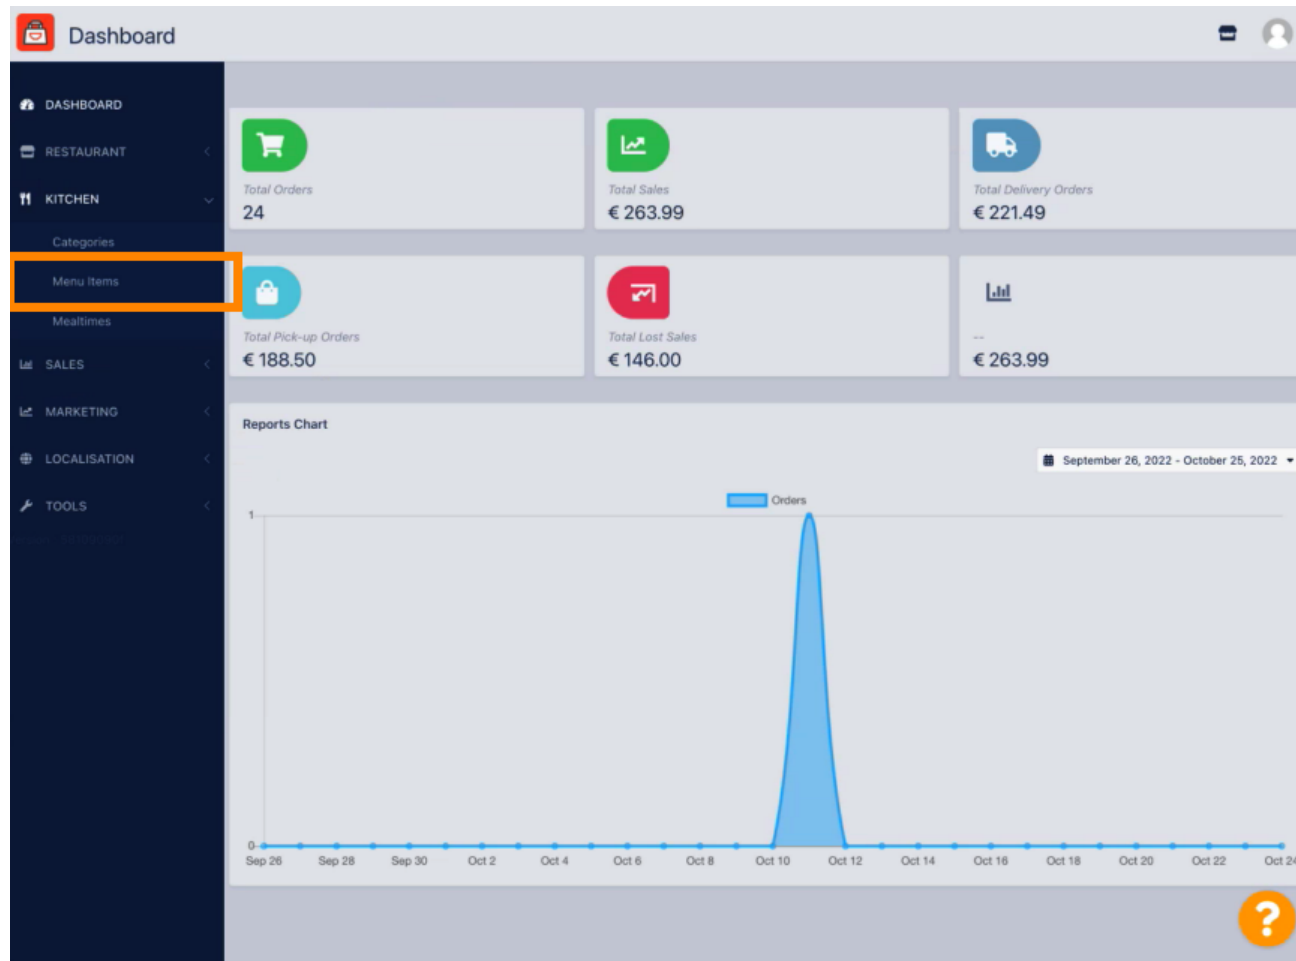 Dashboard
DASHBOARD
RESTAURANT
KITCHEN
Categories
Menu Items
Mealtimes
SALES
MARKETING
LOCALISATION
TOOLS
Total Orders
24
Total Sales
€ 263.99
Total Delivery Orders
€ 221.49
Total Pick-up Orders
€ 188.50
Total Lost Sales
€ 146.00
--
€ 263.99
Reports Chart
September 26, 2022 - October 25, 2022
Orders
1
0
Sep 26 Sep 28 Sep 30 Oct 2 Oct 4 Oct 6 Oct 8 Oct 10 Oct 12 Oct 14 Oct 16 Oct 18 Oct 20 Oct 22 Oct 24
?